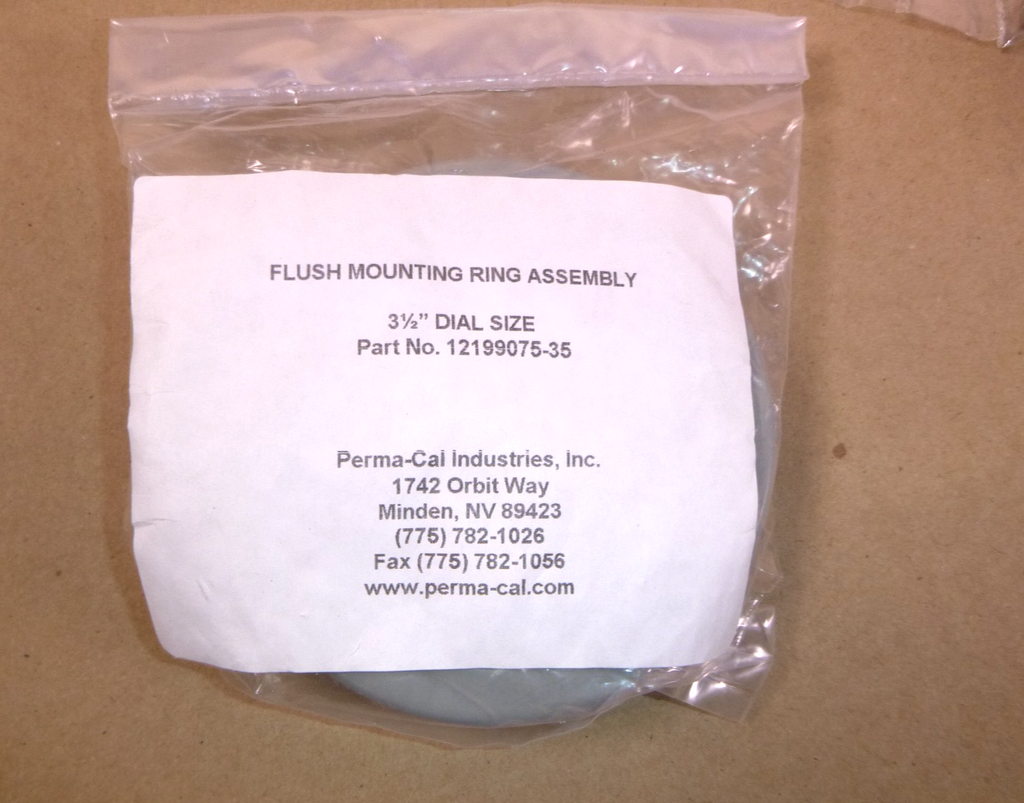 FLUSH MOUNTING RING ASSEMBLY
3½” DIAL SIZE
Part No. 12199075-35
Perma-Cal Industries, Inc.
1742 Orbit Way
Minden, NV 89423
(775) 782-1026
Fax (775) 782-1056
www.perma-cal.com